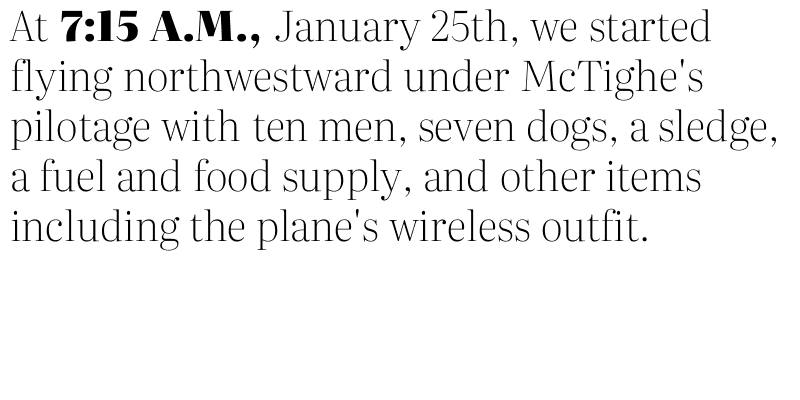 At 7:15 A.M., January 25th, we started
flying northwestward under McTighe's
pilotage with ten men, seven dogs, a sledge,
a fuel and food supply, and other items
including the plane's wireless outfit.